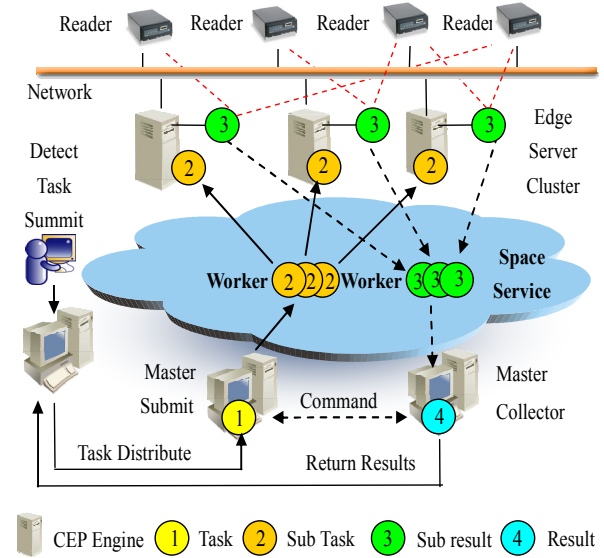 Reader Reader Reader Reader
Network
3 3 3
Edge
Server
Cluster
Detect
Task
Summit
2 2 2
Space
Service
Worker 2 2 2 Worker 3 3 3
Master
Submit
1
Command
Master
Collector
4
Task Distribute
Return Results
CEP Engine 1 Task 2 Sub Task 3 Sub result 4 Result